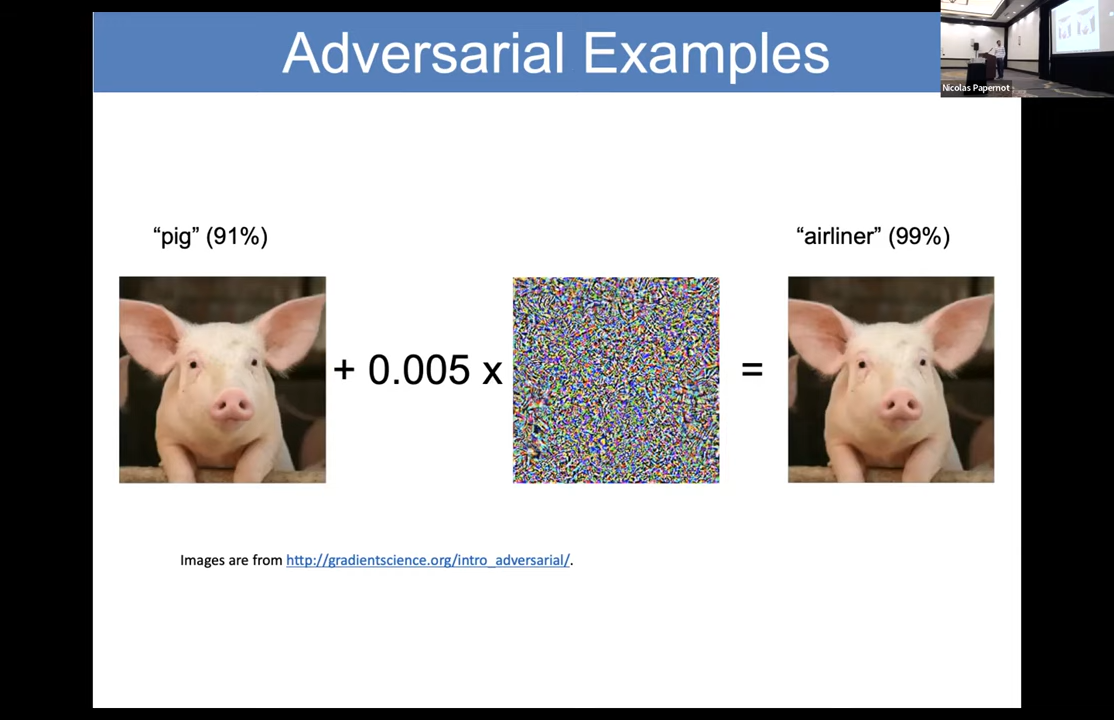 Adversarial Examples
Nicolas Papernot
“pig” (91%)
“airliner” (99%)
+ 0.005 x
=
Images are from http://gradientscience.org/intro_adversarial/.